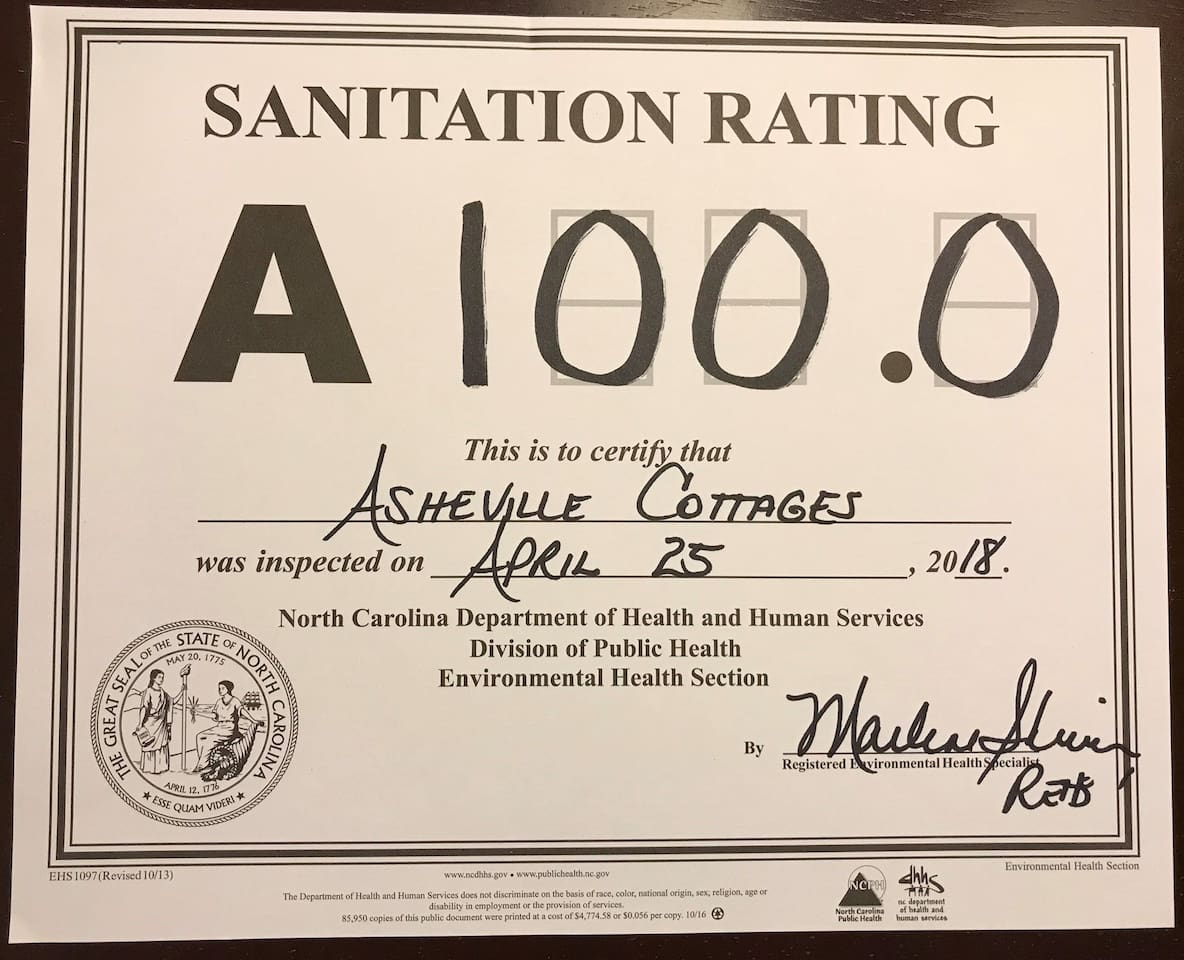 SANITATION RATING
A 100.0
This is to certify that
ASHEVILLE COTTAGES
was inspected on APRIL 25, 2018.
North Carolina Department of Health and Human Services
Division of Public Health
Environmental Health Section
THE GREAT SEAL OF THE STATE OF NORTH CAROLINA
MAY 20, 1775
APRIL 12, 1776
★ ESSE QUAM VIDERI ★
By
Registered Environmental Health Specialist
EHS 1097 (Revised 10/13)
www.ncdhhs.gov • www.publichealth.nc.gov
Environmental Health Section
The Department of Health and Human Services does not discriminate on the basis of race, color, national origin, sex, religion, age or
disability in employment or the provision of services.
85,950 copies of this public document were printed at a cost of $4,774.58 or $0.056 per copy. 10/16
NCPH
North Carolina
Public Health
dhhs
nc department
of health and
human services